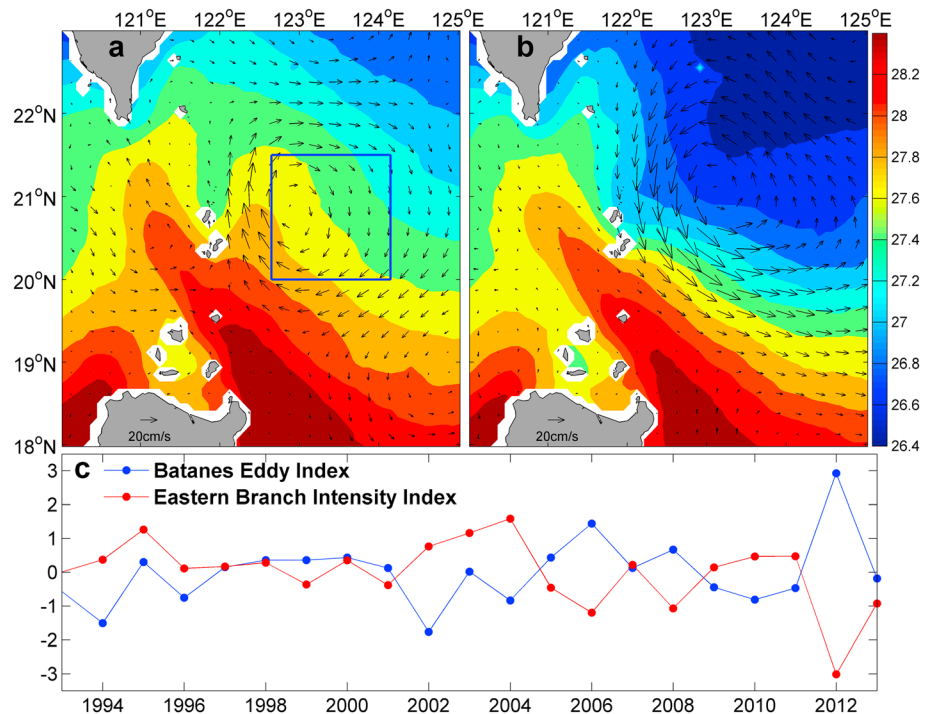 121°E 122°E 123°E 124°E 125°E 121°E 122°E 123°E 124°E 125°E
a b
28.2
22°N
28
27.8
21°N
27.6
27.4
20°N
27.2
27
19°N
26.8
26.6
20cm/s 20cm/s
18°N 26.4
3 c Batanes Eddy Index
2 Eastern Branch Intensity Index
1
0
-1
-2
-3
1994 1996 1998 2000 2002 2004 2006 2008 2010 2012